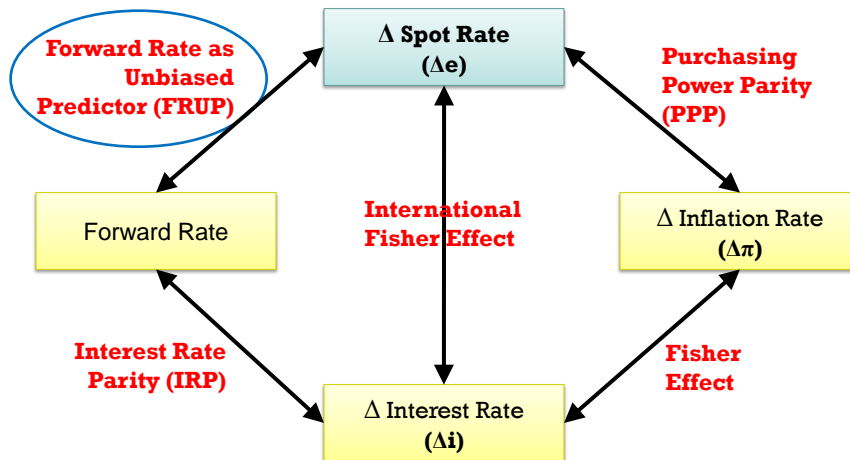 Forward Rate as
Unbiased
Predictor (FRUP)
Δ Spot Rate
(Δe)
Purchasing
Power Parity
(PPP)
Forward Rate
International
Fisher Effect
Δ Inflation Rate
(Δπ)
Interest Rate
Parity (IRP)
Fisher
Effect
Δ Interest Rate
(Δi)